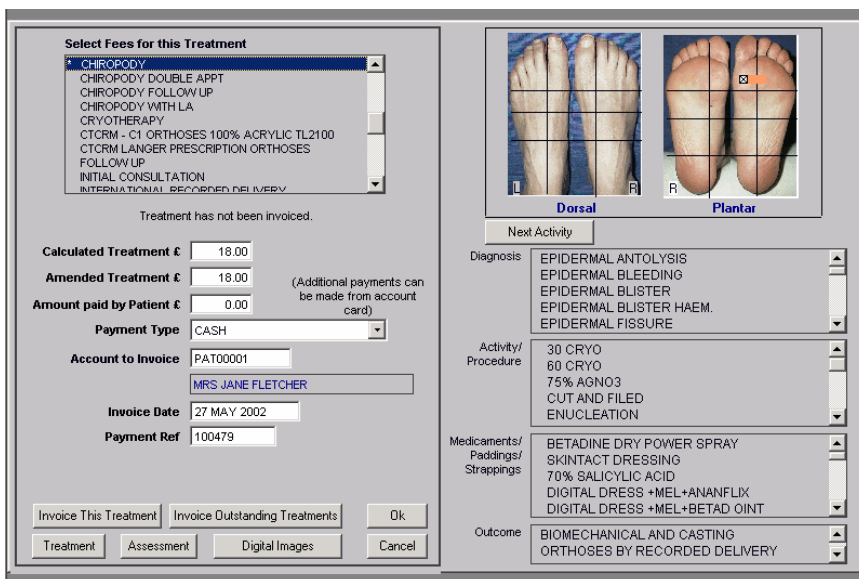 Select Fees for this Treatment
* CHIROPODY
CHIROPODY DOUBLE APPT
CHIROPODY FOLLOW UP
CHIROPODY WITH LA
CRYOTHERAPY
CTCRM - C1 ORTHOSES 100% ACRYLIC TL2100
CTCRM LANGER PRESCRIPTION ORTHOSES
FOLLOW UP
INITIAL CONSULTATION
INTERNATIONAL RECORDED DELIVERY
Treatment has not been invoiced.
Calculated Treatment £ 18.00
Amended Treatment £ 18.00
Amount paid by Patient £ 0.00
(Additional payments can
be made from account
card)
Payment Type CASH
Account to Invoice PAT00001
MRS JANE FLETCHER
Invoice Date 27 MAY 2002
Payment Ref 100479
Invoice This Treatment Invoice Outstanding Treatments Ok
Treatment Assessment Digital Images Cancel
L R R
Dorsal Plantar
Next Activity
Diagnosis
EPIDERMAL ANTOLYSIS
EPIDERMAL BLEEDING
EPIDERMAL BLISTER
EPIDERMAL BLISTER HAEM.
EPIDERMAL FISSURE
Activity/
Procedure
30 CRYO
60 CRYO
75% AGNO3
CUT AND FILED
ENUCLEATION
Medicaments/
Paddings/
Strappings
BETADINE DRY POWER SPRAY
SKINTACT DRESSING
70% SALICYLIC ACID
DIGITAL DRESS +MEL+ANANFLIX
DIGITAL DRESS +MEL+BETAD OINT
Outcome
BIOMECHANICAL AND CASTING
ORTHOSES BY RECORDED DELIVERY